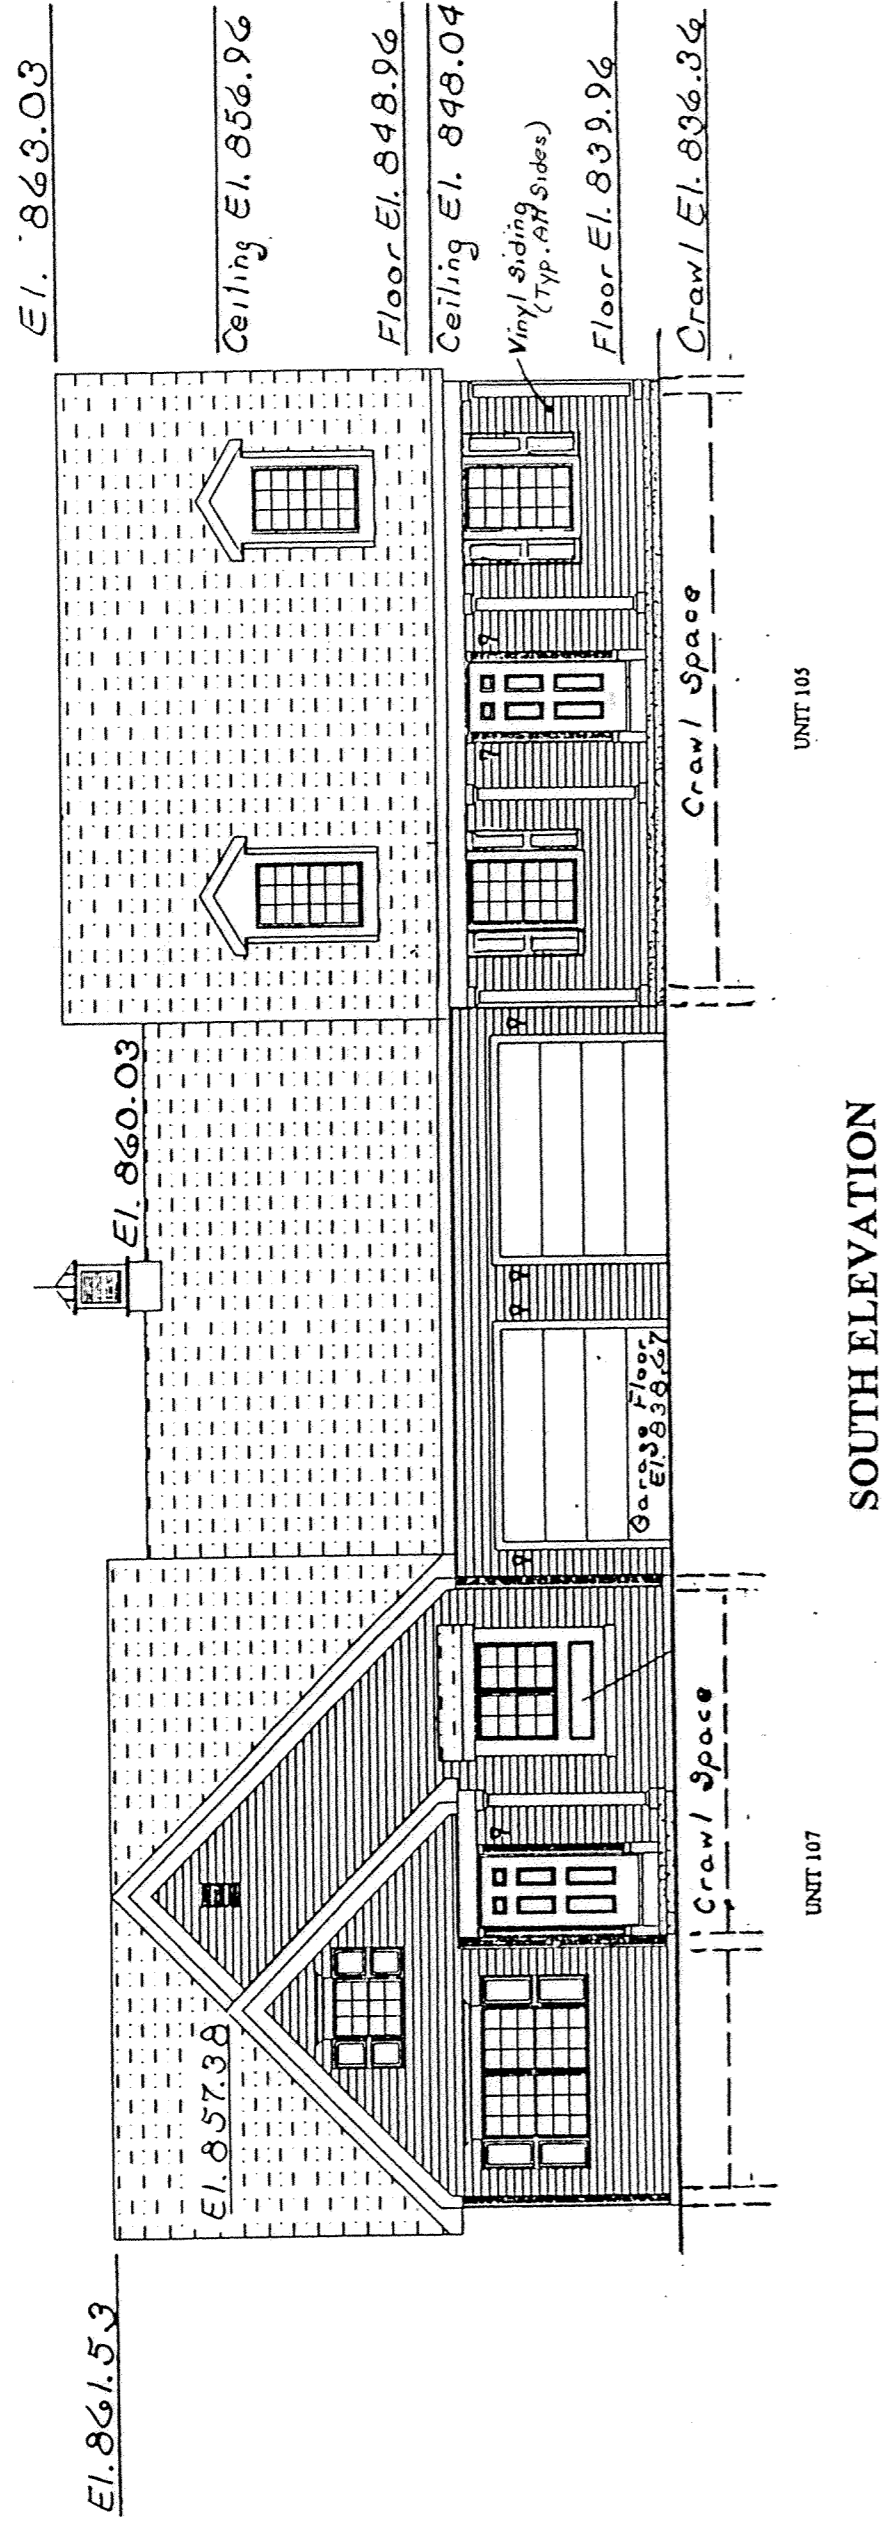 El. 863.03
Ceiling El. 856.96
Floor El. 848.96
Ceiling El. 848.04
Vinyl Siding
(Typ. All Sides)
Floor El. 839.96
Crawl El. 836.36
El. 860.03
El. 857.38
El. 861.53
Garage Floor
El. 838.67
Crawl Space
Crawl Space
UNIT 107
UNIT 105
SOUTH ELEVATION